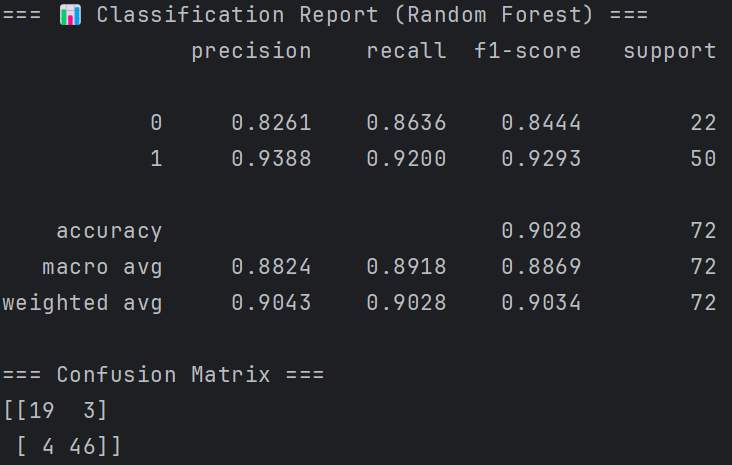 === 📊 Classification Report (Random Forest) ===
              precision    recall  f1-score   support

           0     0.8261    0.8636    0.8444        22
           1     0.9388    0.9200    0.9293        50

    accuracy                         0.9028        72
   macro avg     0.8824    0.8918    0.8869        72
weighted avg     0.9043    0.9028    0.9034        72

=== Confusion Matrix ===
[[19  3]
 [ 4 46]]